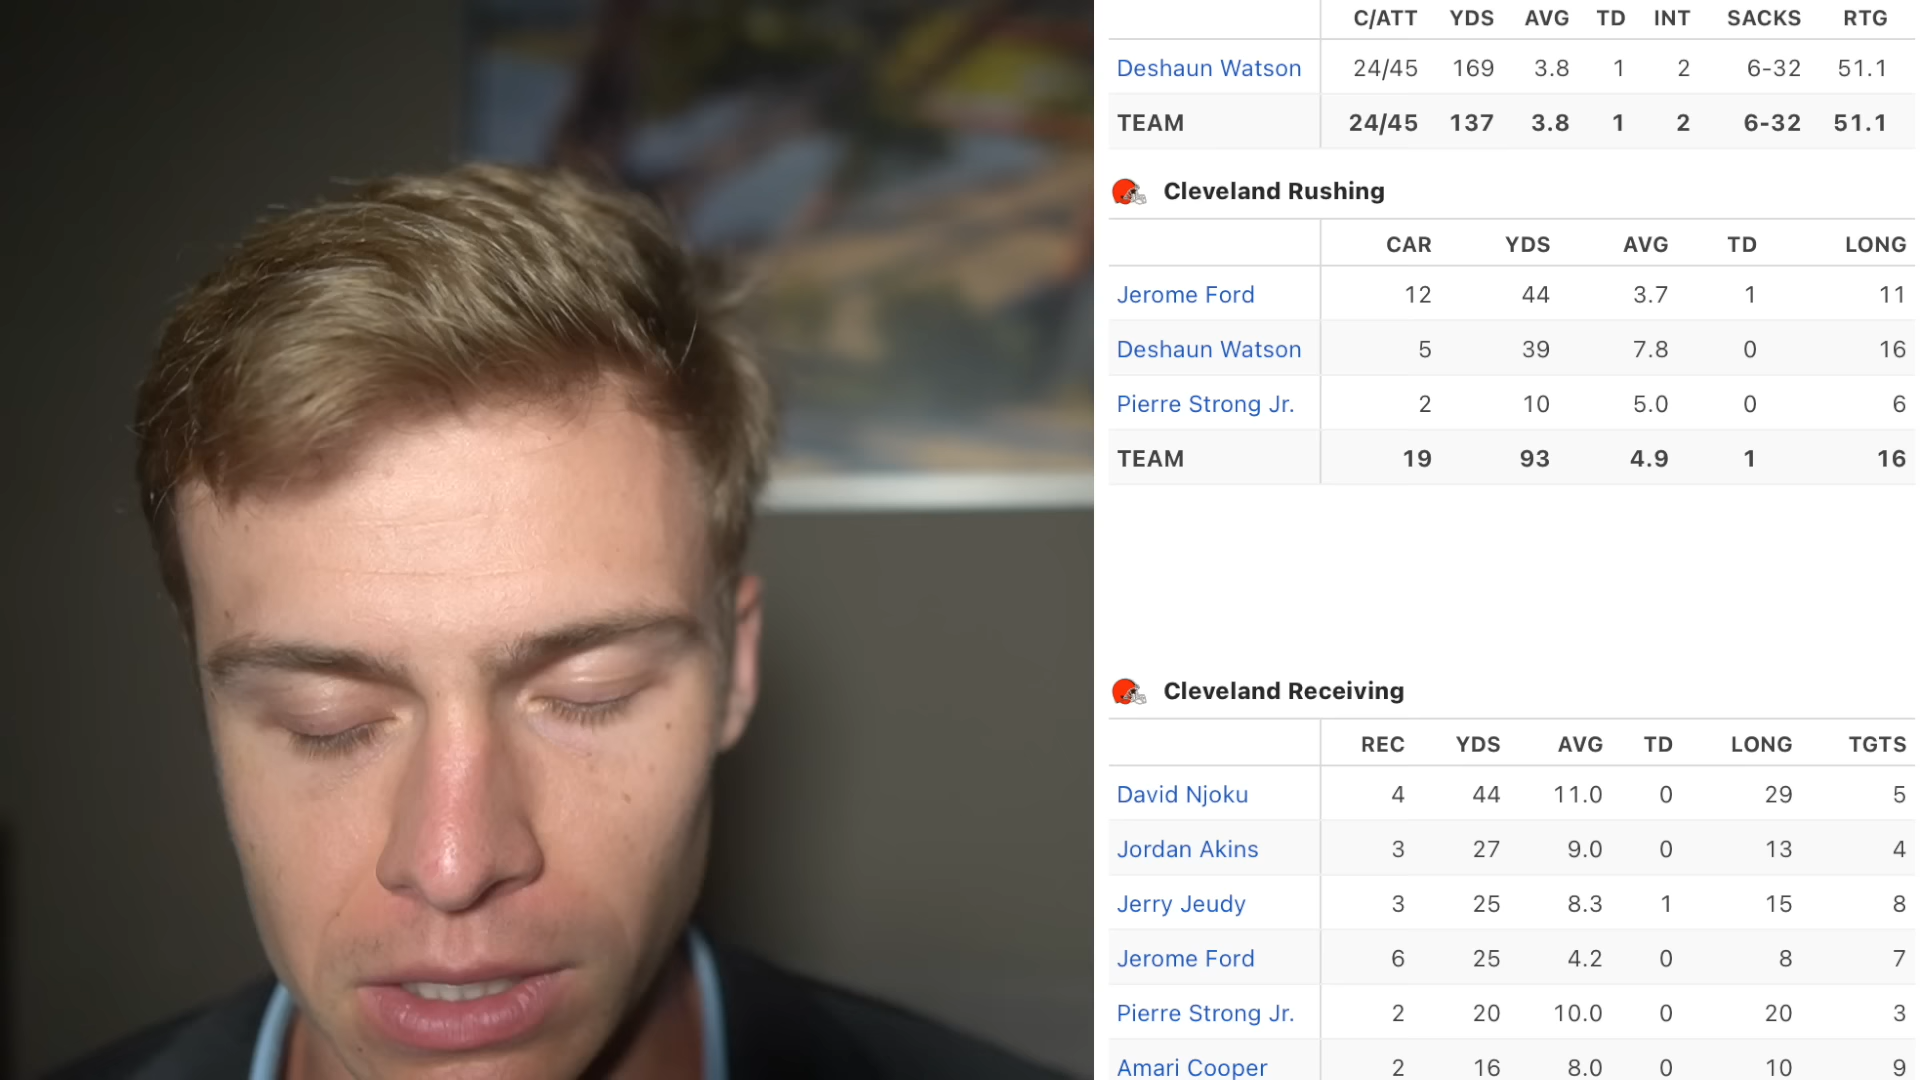 C/ATT YDS AVG TD INT SACKS RTG
Deshaun Watson 24/45 169 3.8 1 2 6-32 51.1
TEAM 24/45 137 3.8 1 2 6-32 51.1
Cleveland Rushing
CAR YDS AVG TD LONG
Jerome Ford 12 44 3.7 1 11
Deshaun Watson 5 39 7.8 0 16
Pierre Strong Jr. 2 10 5.0 0 6
TEAM 19 93 4.9 1 16
Cleveland Receiving
REC YDS AVG TD LONG TGTS
David Njoku 4 44 11.0 0 29 5
Jordan Akins 3 27 9.0 0 13 4
Jerry Jeudy 3 25 8.3 1 15 8
Jerome Ford 6 25 4.2 0 8 7
Pierre Strong Jr. 2 20 10.0 0 20 3
Amari Cooper 2 16 8.0 0 10 9